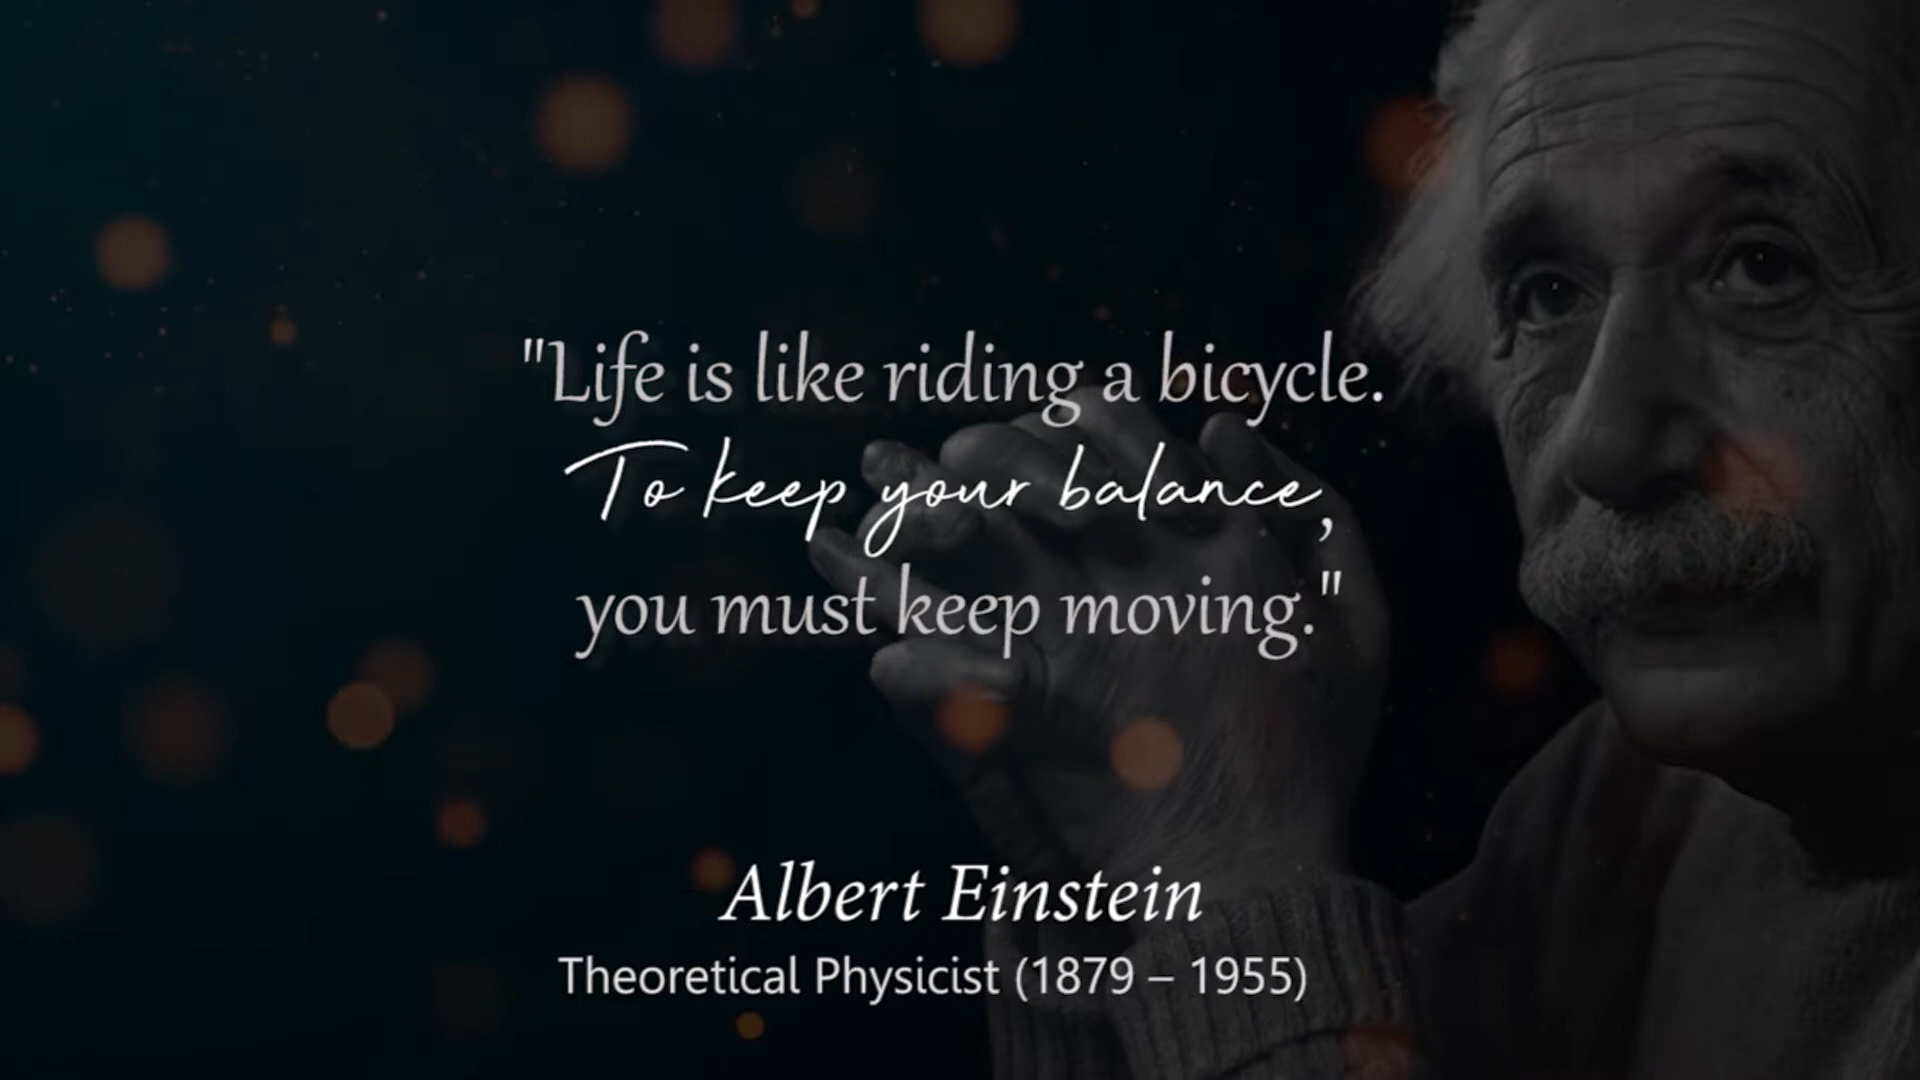 "Life is like riding a bicycle.
To keep your balance,
you must keep moving."
Albert Einstein
Theoretical Physicist (1879 – 1955)